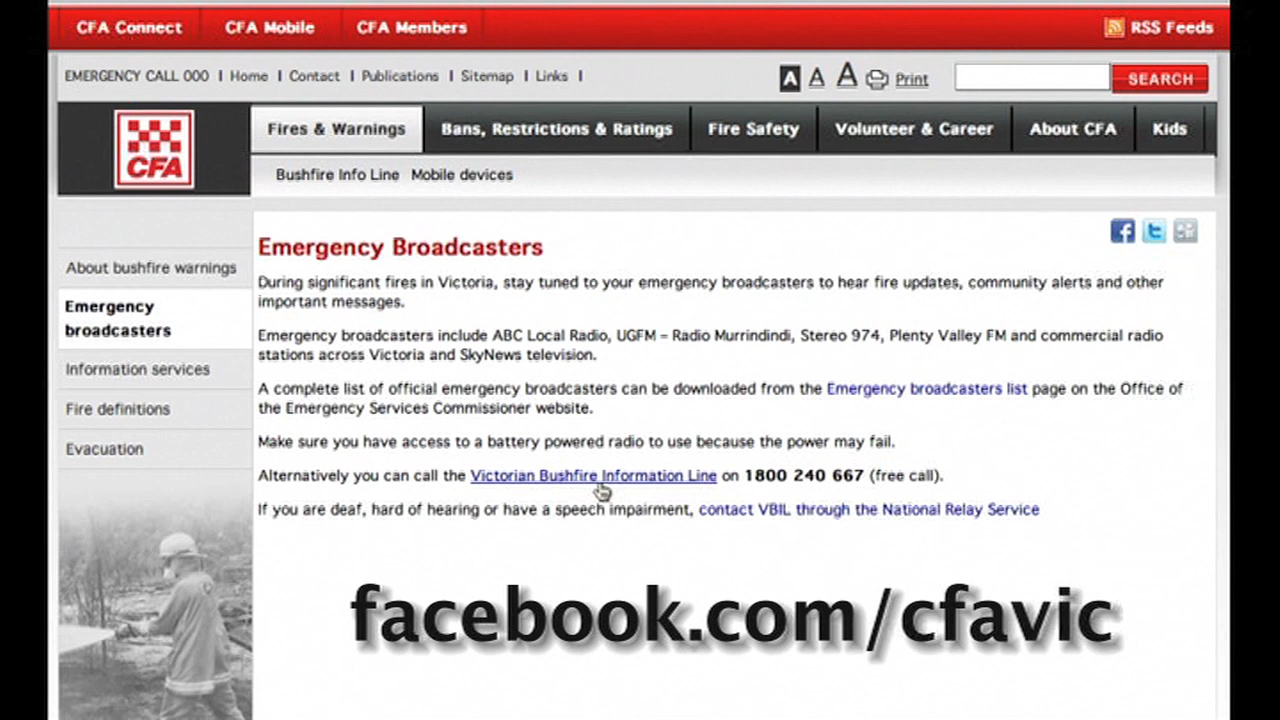 CFA Connect CFA Mobile CFA Members RSS Feeds
EMERGENCY CALL 000 | Home | Contact | Publications | Sitemap | Links |
A A A Print SEARCH
CFA
Fires & Warnings Bans, Restrictions & Ratings Fire Safety Volunteer & Career About CFA Kids
Bushfire Info Line Mobile devices
About bushfire warnings
Emergency
broadcasters
Information services
Fire definitions
Evacuation
Emergency Broadcasters
During significant fires in Victoria, stay tuned to your emergency broadcasters to hear fire updates, community alerts and other
important messages.
Emergency broadcasters include ABC Local Radio, UGFM – Radio Murrindindi, Stereo 974, Plenty Valley FM and commercial radio
stations across Victoria and SkyNews television.
A complete list of official emergency broadcasters can be downloaded from the Emergency broadcasters list page on the Office of
the Emergency Services Commissioner website.
Make sure you have access to a battery powered radio to use because the power may fail.
Alternatively you can call the Victorian Bushfire Information Line on 1800 240 667 (free call).
If you are deaf, hard of hearing or have a speech impairment, contact VBIL through the National Relay Service
facebook.com/cfavic